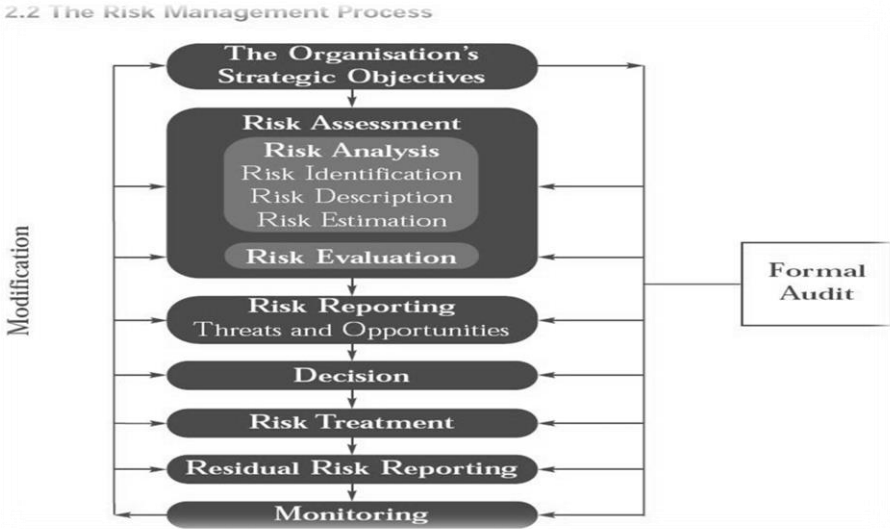 2.2 The Risk Management Process
The Organisation's
Strategic Objectives
Risk Assessment
Risk Analysis
Risk Identification
Risk Description
Risk Estimation
Risk Evaluation
Risk Reporting
Threats and Opportunities
Decision
Risk Treatment
Residual Risk Reporting
Monitoring
Modification
Formal
Audit